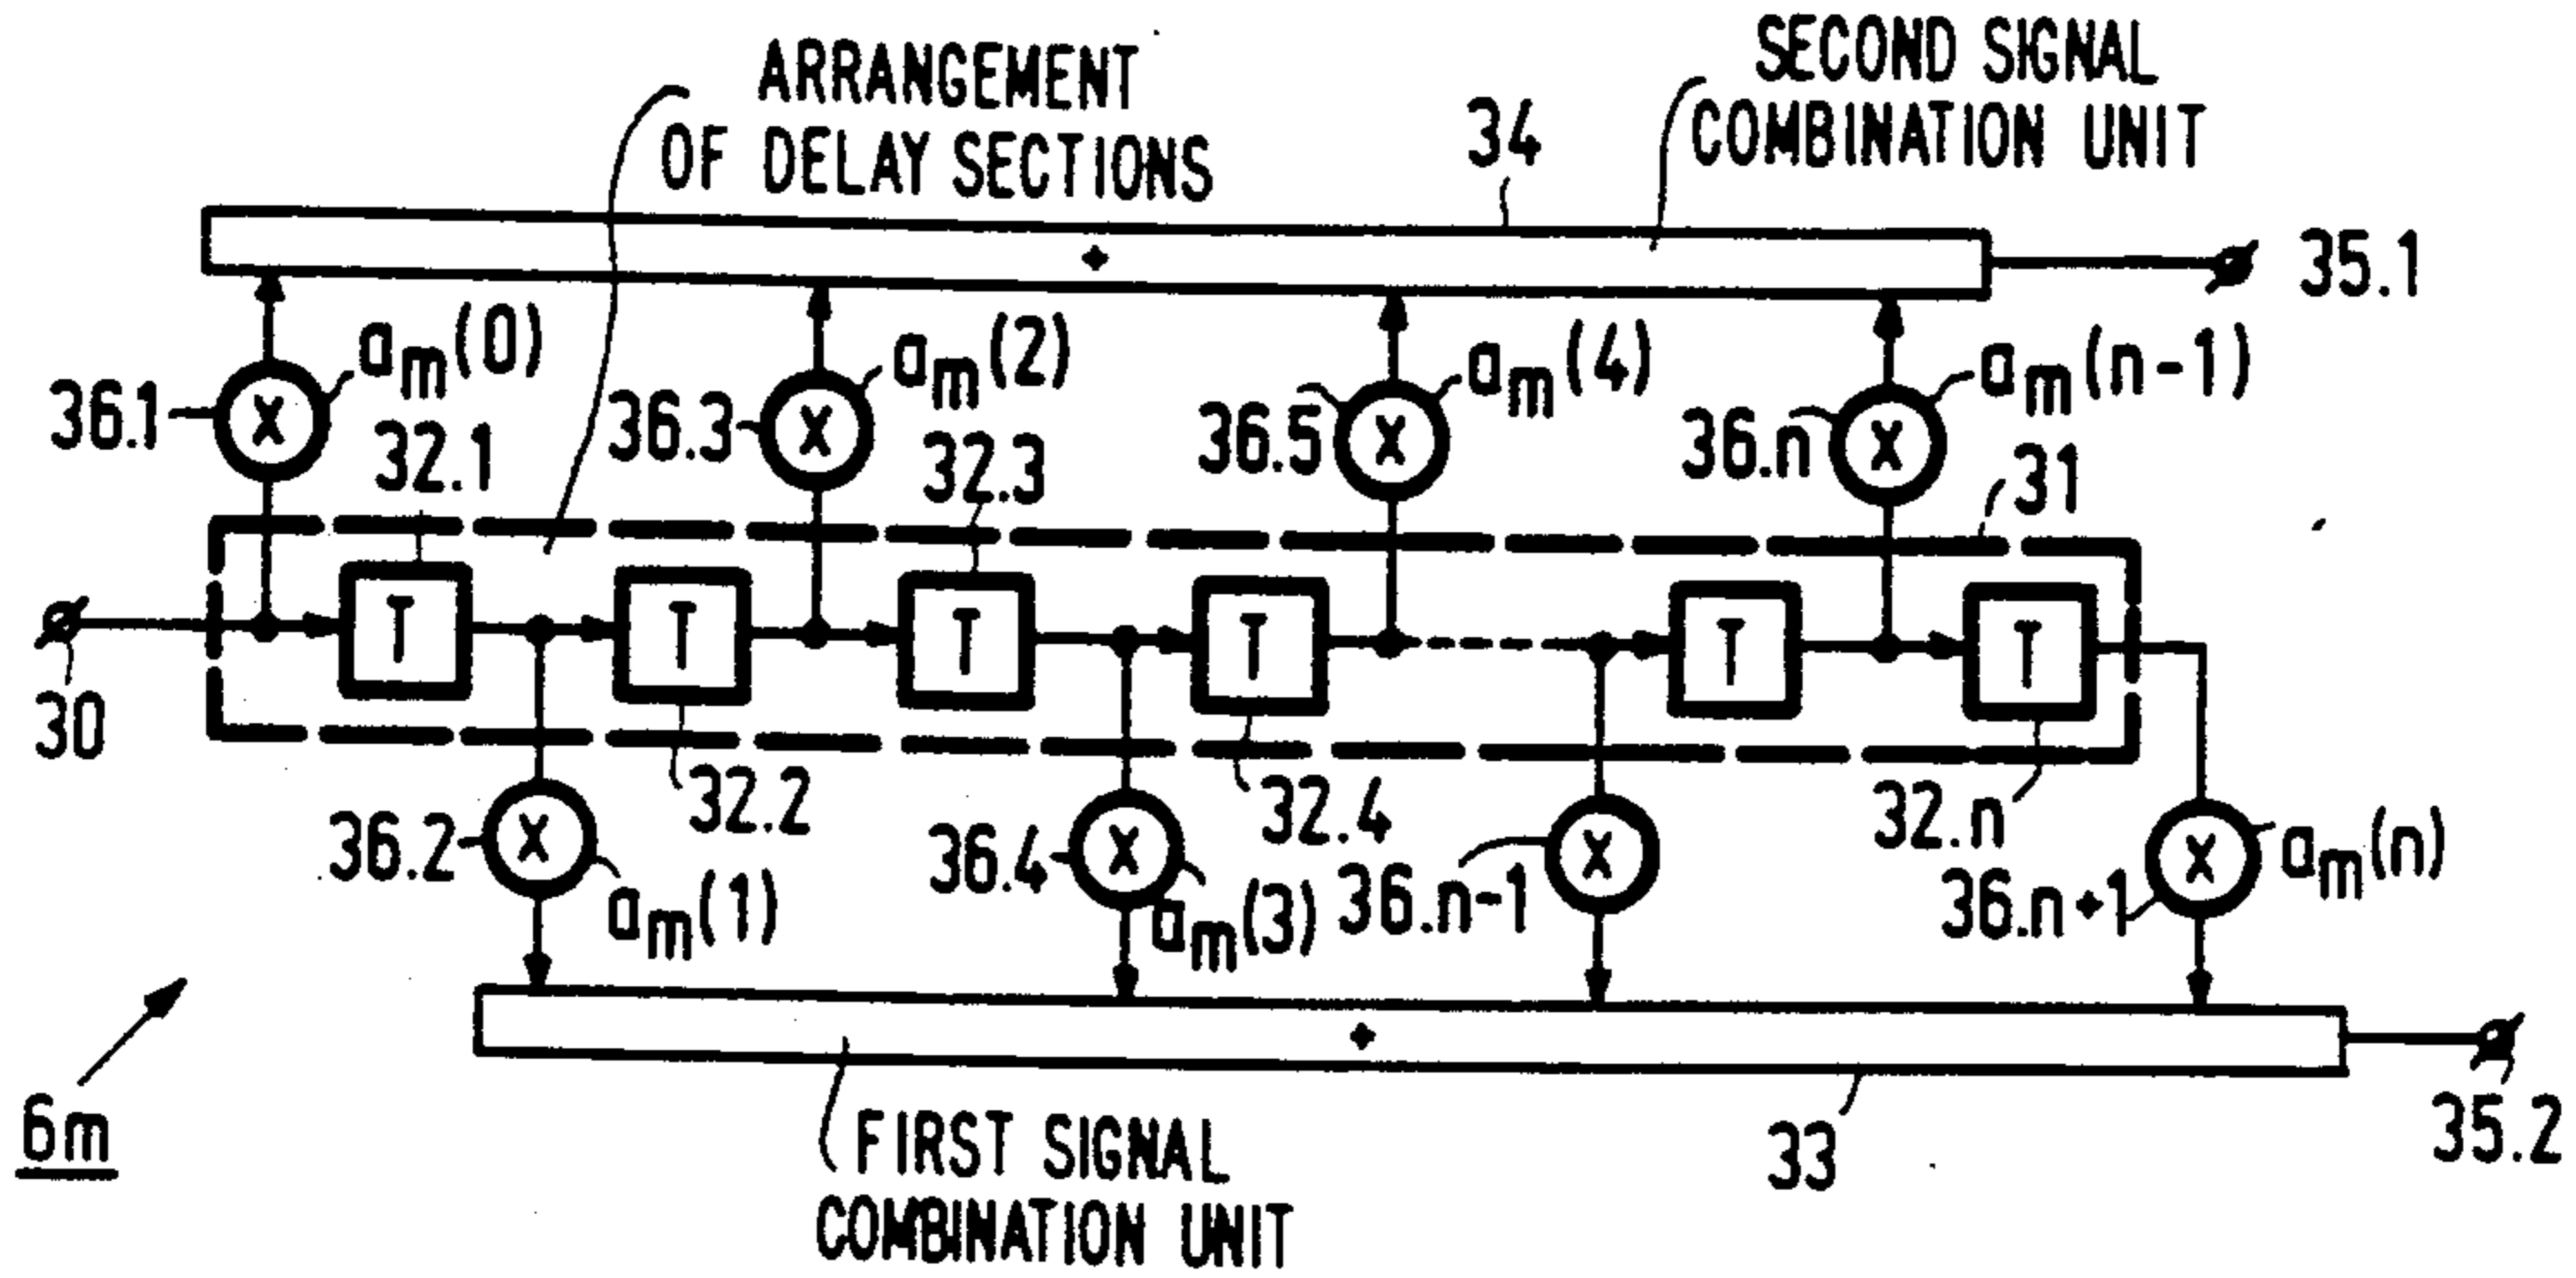 ARRANGEMENT
OF DELAY SECTIONS
SECOND SIGNAL
COMBINATION UNIT
34
+
35.1
36.1
X
am(0)
36.3
X
am(2)
36.5
X
am(4)
36.n
X
am(n-1)
32.1
32.3
31
30
T
T
T
T
T
T
32.2
32.4
32.n
36.2
X
am(1)
36.4
X
am(3)
36.n-1
X
36.n+1
X
am(n)
+
6m
FIRST SIGNAL
COMBINATION UNIT
33
35.2